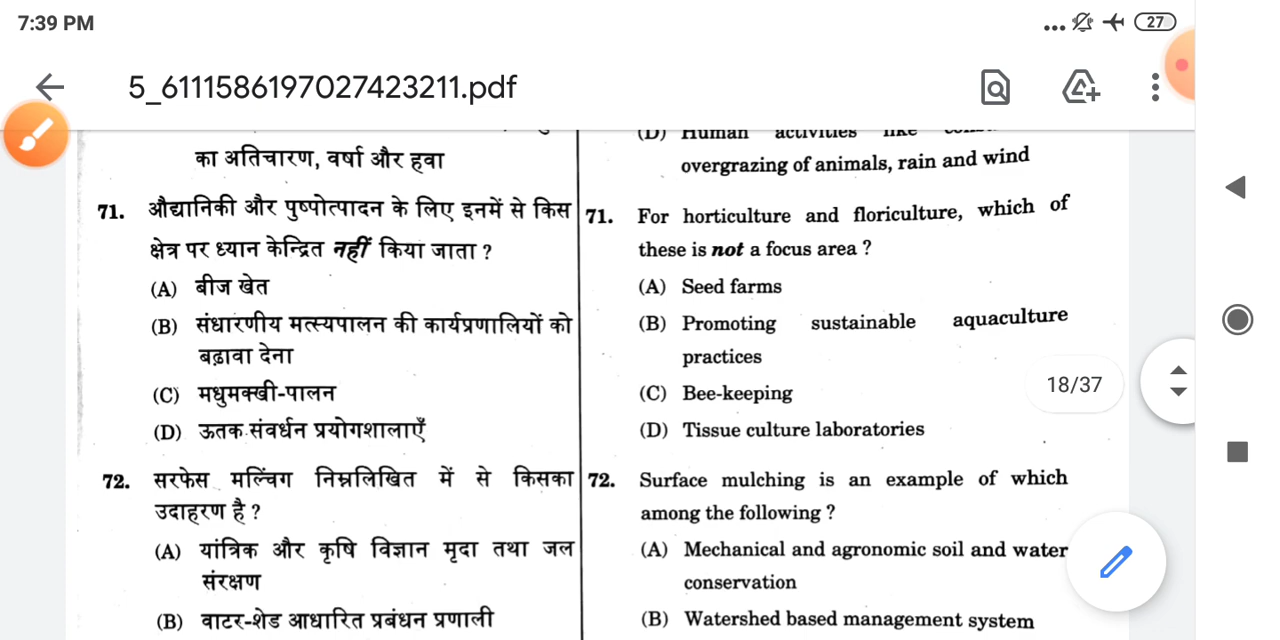 7:39 PM
27
5_6111586197027423211.pdf
का अतिचारण, वर्षा और हवा
71. औद्यानिकी और पुष्पोत्पादन के लिए इनमें से किस
क्षेत्र पर ध्यान केन्द्रित नहीं किया जाता ?
(A) बीज खेत
(B) संधारणीय मत्स्यपालन की कार्यप्रणालियों को
बढ़ावा देना
(C) मधुमक्खी-पालन
(D) ऊतक संवर्धन प्रयोगशालाएँ
72. सरफेस मल्चिंग निम्नलिखित में से किसका
उदाहरण है ?
(A) यांत्रिक और कृषि विज्ञान मृदा तथा जल
संरक्षण
(B) वाटर-शेड आधारित प्रबंधन प्रणाली
(D) Human activities like
overgrazing of animals, rain and wind
71. For horticulture and floriculture, which of
these is not a focus area ?
(A) Seed farms
(B) Promoting sustainable aquaculture
practices
(C) Bee-keeping
(D) Tissue culture laboratories
72. Surface mulching is an example of which
among the following ?
(A) Mechanical and agronomic soil and water
conservation
(B) Watershed based management system
18/37